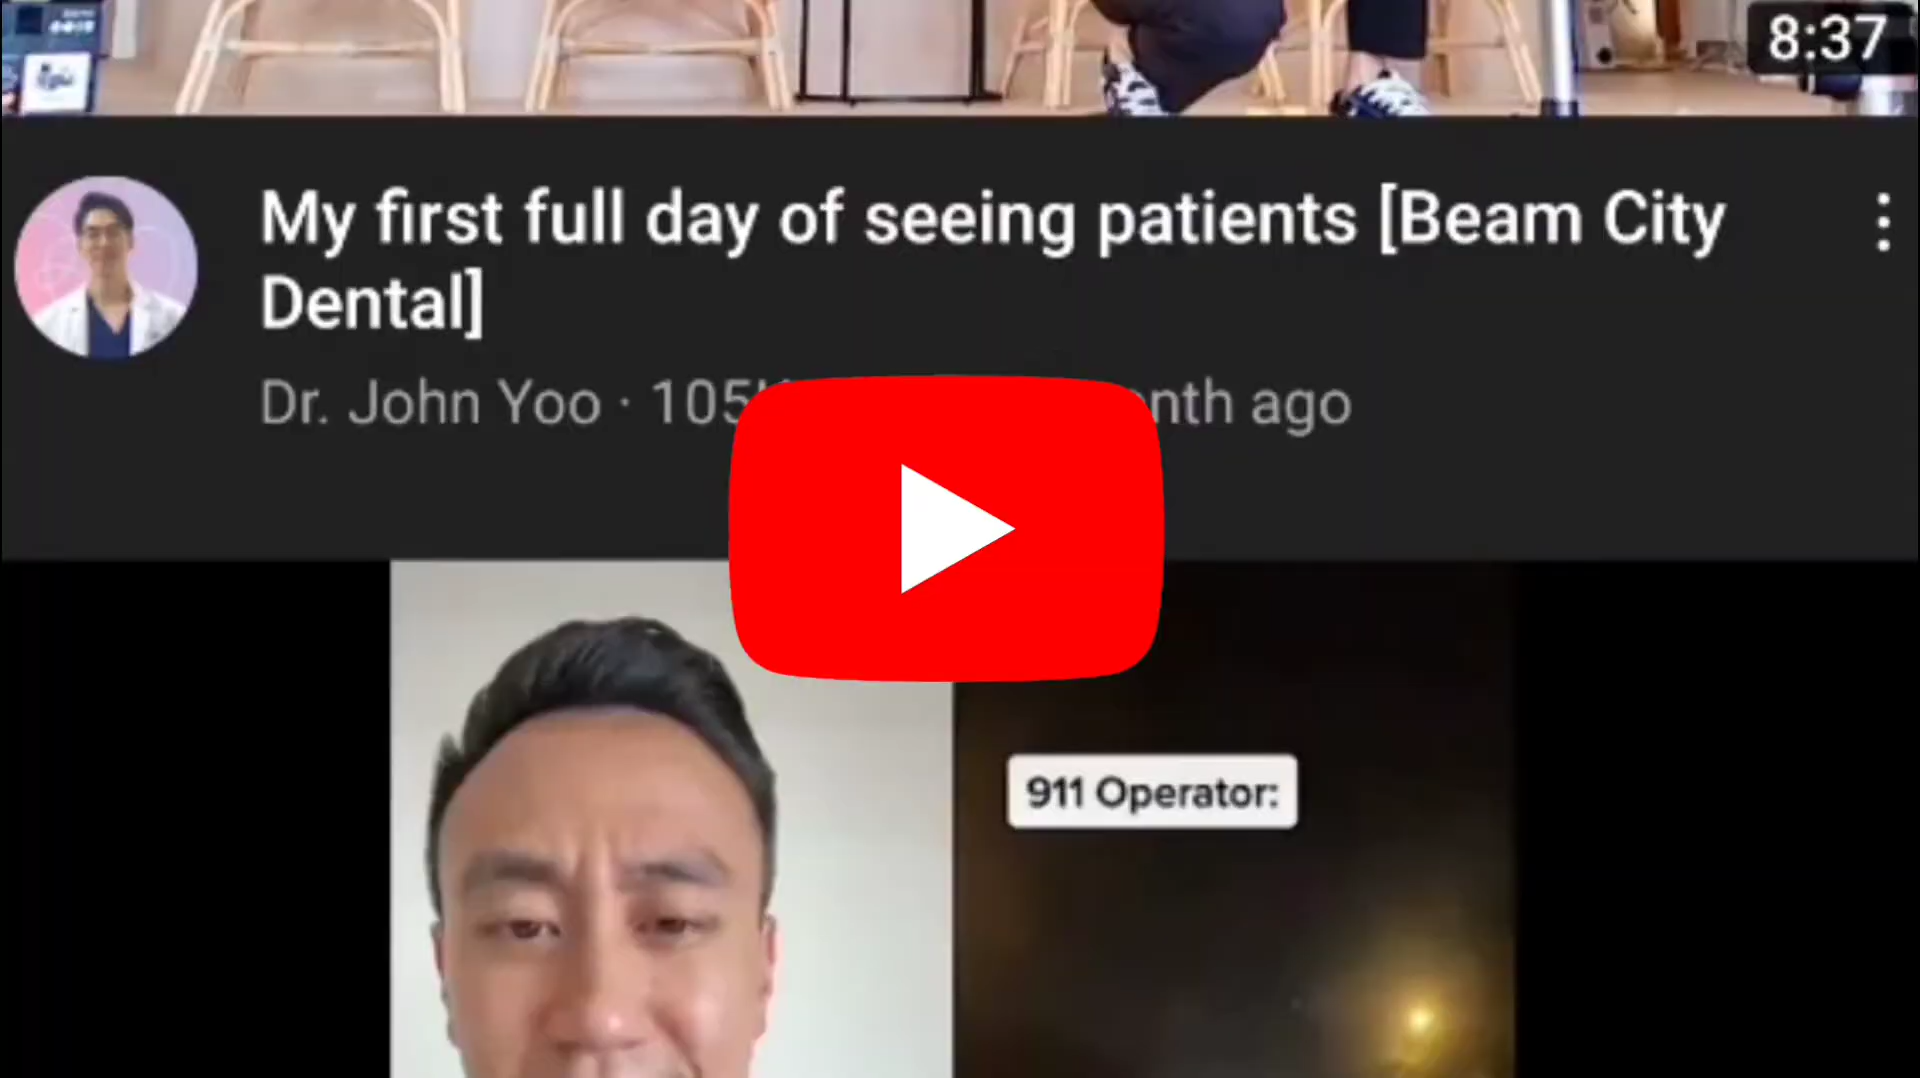 8:37
My first full day of seeing patients [Beam City
Dental]
Dr. John Yoo · 105 ago
911 Operator: